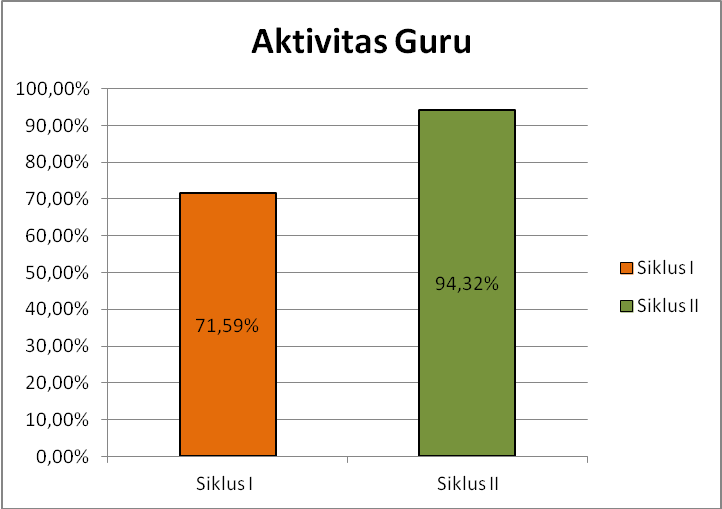 Aktivitas Guru
100,00%
90,00%
80,00%
70,00%
60,00%
50,00%
40,00%
30,00%
20,00%
10,00%
0,00%
71,59%
94,32%
Siklus I
Siklus II
Siklus I
Siklus II